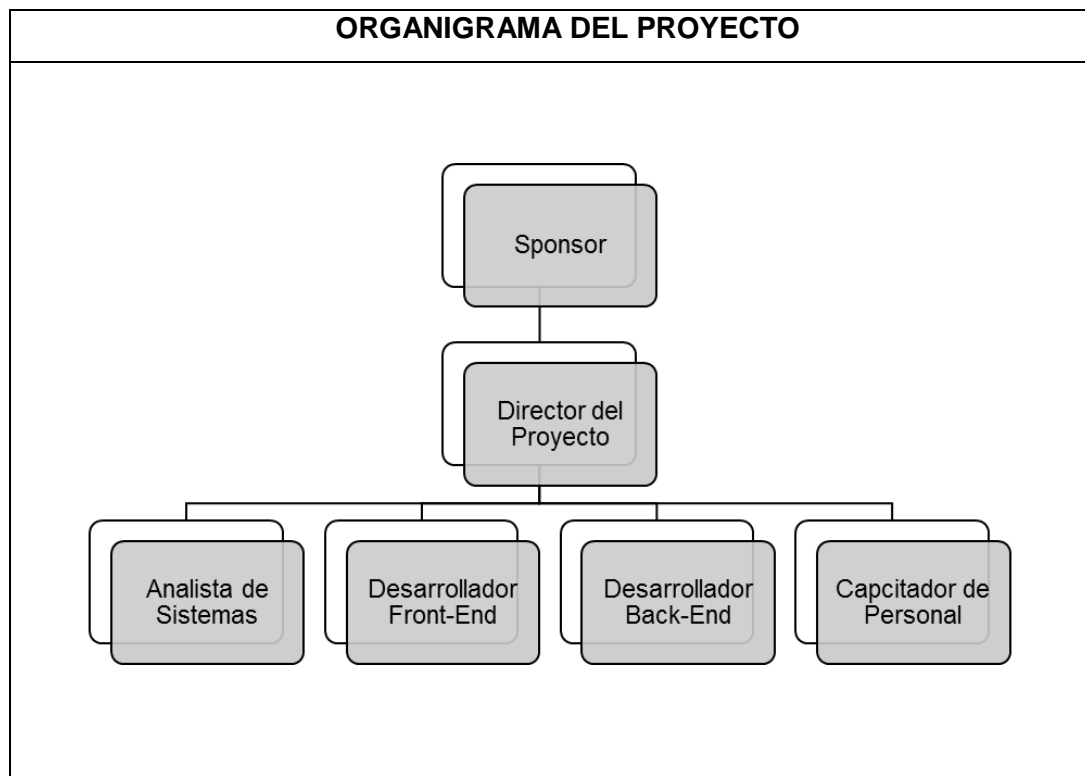 ORGANIGRAMA DEL PROYECTO
Sponsor
Director del
Proyecto
Analista de
Sistemas
Desarrollador
Front-End
Desarrollador
Back-End
Capcitador de
Personal